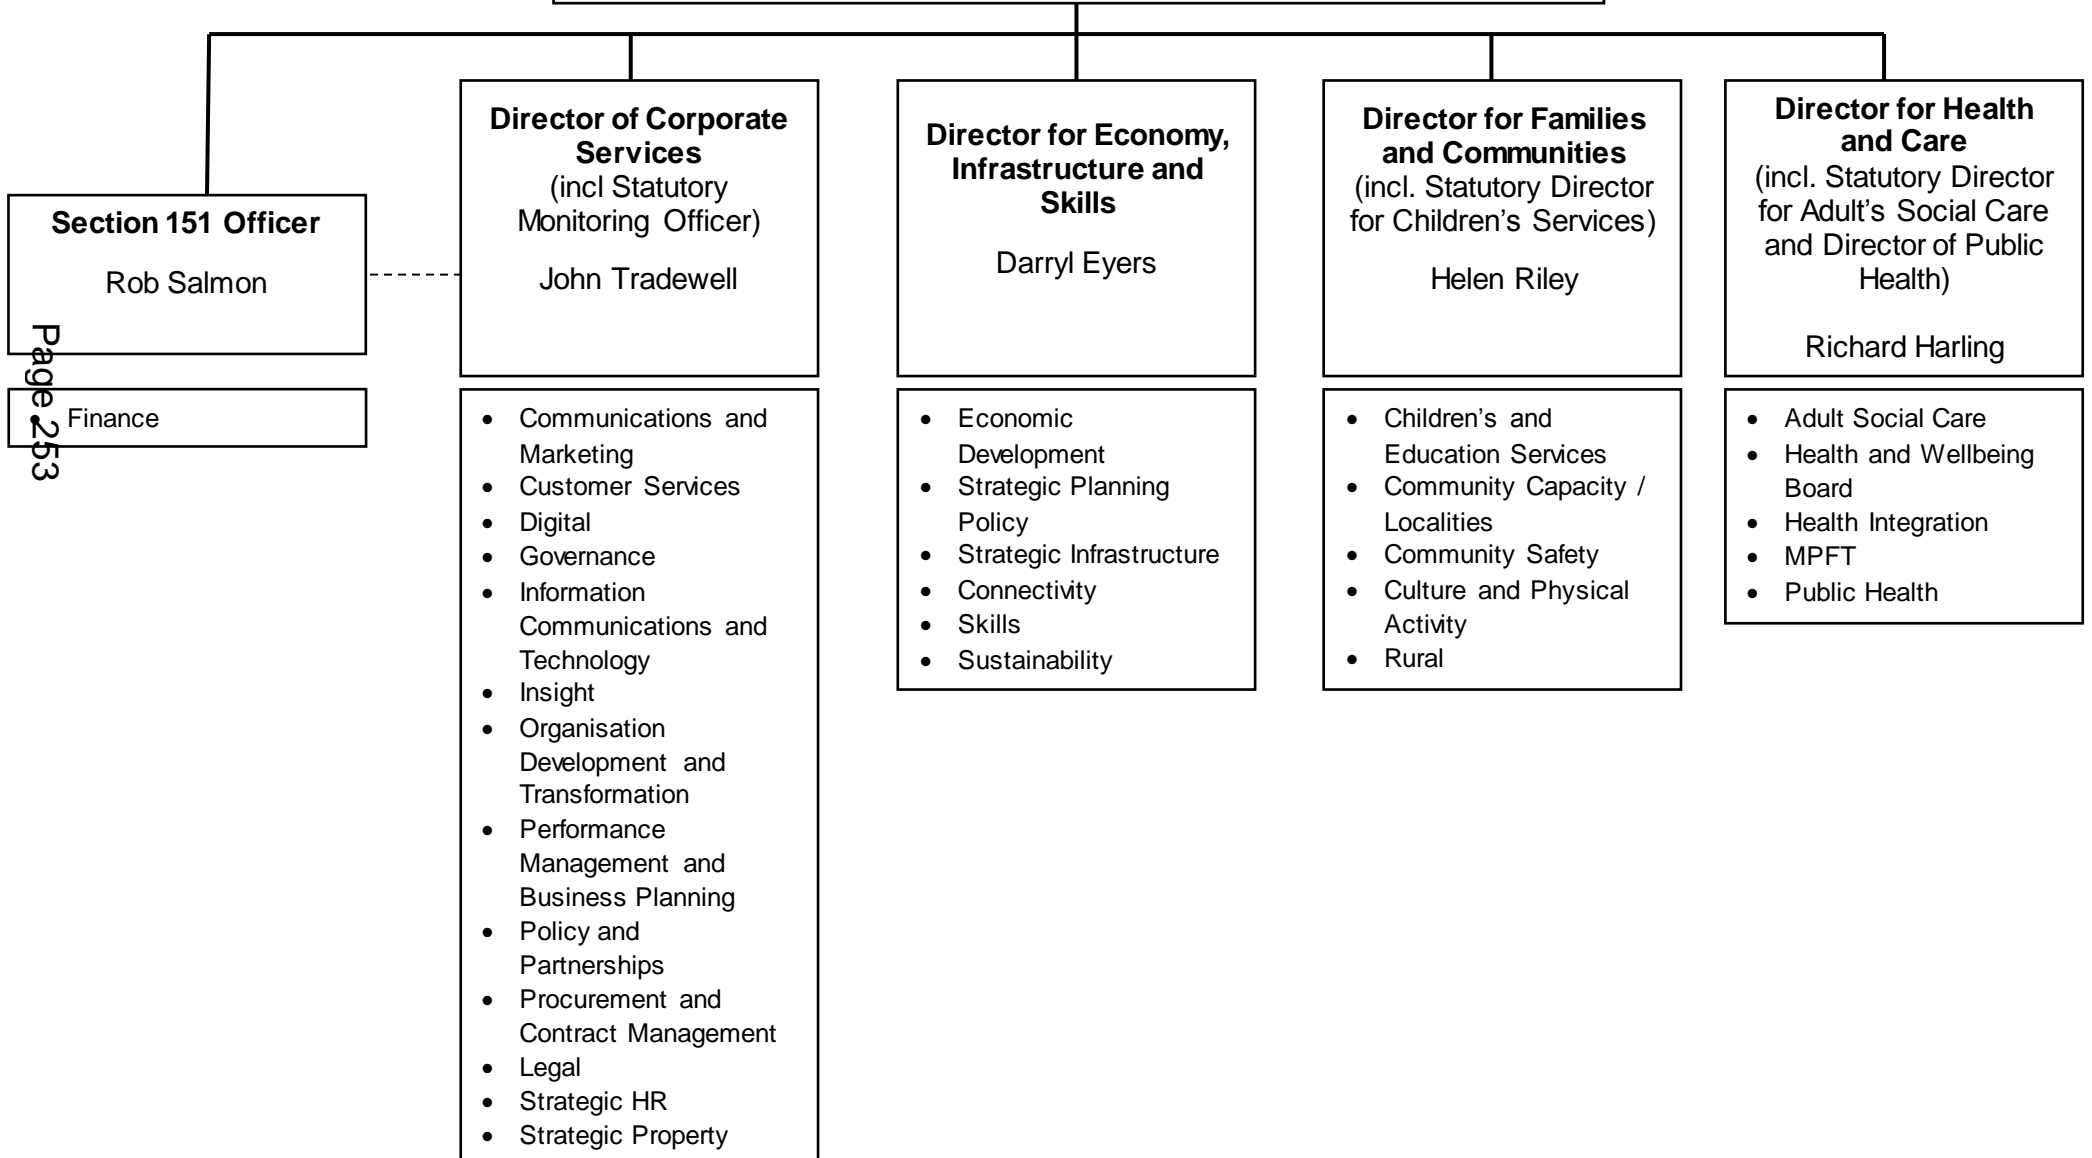 Section 151 Officer
Rob Salmon
Finance
Page 253
Director of Corporate
Services
(incl Statutory
Monitoring Officer)
John Tradewell
• Communications and
Marketing
• Customer Services
• Digital
• Governance
• Information
Communications and
Technology
• Insight
• Organisation
Development and
Transformation
• Performance
Management and
Business Planning
• Policy and
Partnerships
• Procurement and
Contract Management
• Legal
• Strategic HR
• Strategic Property
Director for Economy,
Infrastructure and
Skills
Darryl Eyers
• Economic
Development
• Strategic Planning
Policy
• Strategic Infrastructure
• Connectivity
• Skills
• Sustainability
Director for Families
and Communities
(incl. Statutory Director
for Children's Services)
Helen Riley
• Children's and
Education Services
• Community Capacity /
Localities
• Community Safety
• Culture and Physical
Activity
• Rural
Director for Health
and Care
(incl. Statutory Director
for Adult's Social Care
and Director of Public
Health)
Richard Harling
• Adult Social Care
• Health and Wellbeing
Board
• Health Integration
• MPFT
• Public Health